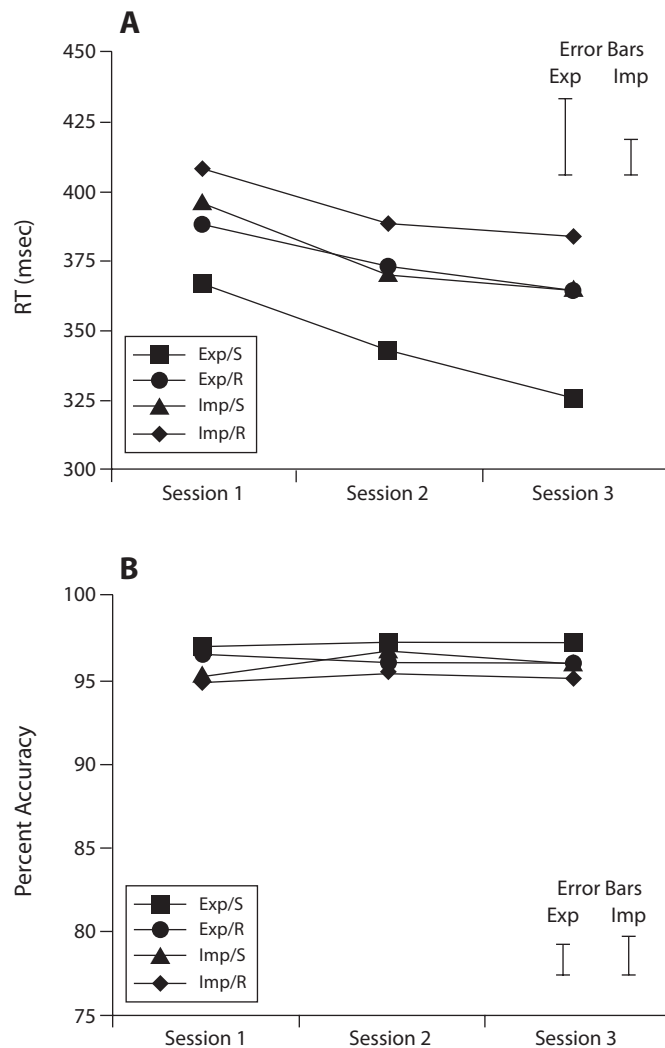 A
450
Error Bars
Exp Imp
425
400
375
350
325
300
RT (msec)
Exp/S
Exp/R
Imp/S
Imp/R
Session 1 Session 2 Session 3
B
100
95
90
85
80
75
Percent Accuracy
Exp/S
Exp/R
Imp/S
Imp/R
Error Bars
Exp Imp
Session 1 Session 2 Session 3